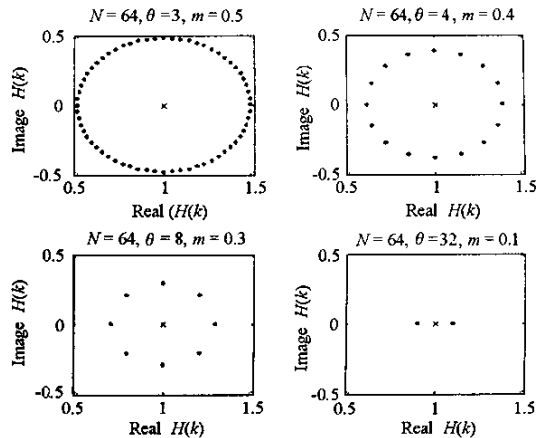 N = 64, θ = 3, m = 0.5
0.5
0
-0.5
0.5 1 1.5
Image H(k)
Real (H(k)
N = 64, θ = 4, m = 0.4
0.5
0
-0.5
0.5 1 1.5
Image H(k)
Real H(k)
N = 64, θ = 8, m = 0.3
0.5
0
-0.5
0.5 1 1.5
Image H(k)
Real H(k)
N = 64, θ = 32, m = 0.1
0.5
0
-0.5
0.5 1 1.5
Image H(k)
Real H(k)